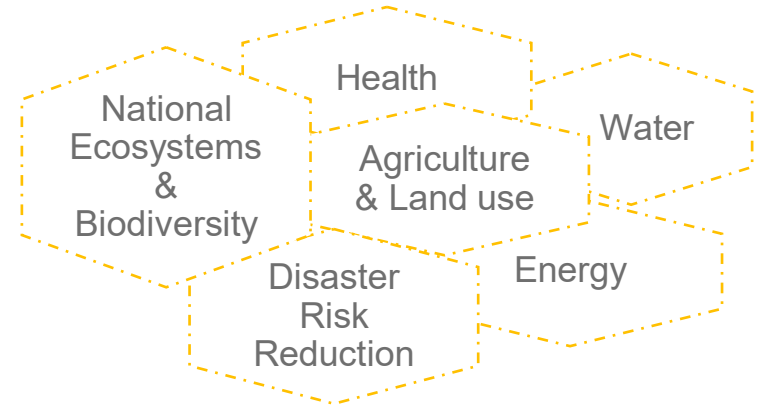 Health
National
Ecosystems
&
Biodiversity
Water
Agriculture
& Land use
Disaster
Risk
Reduction
Energy